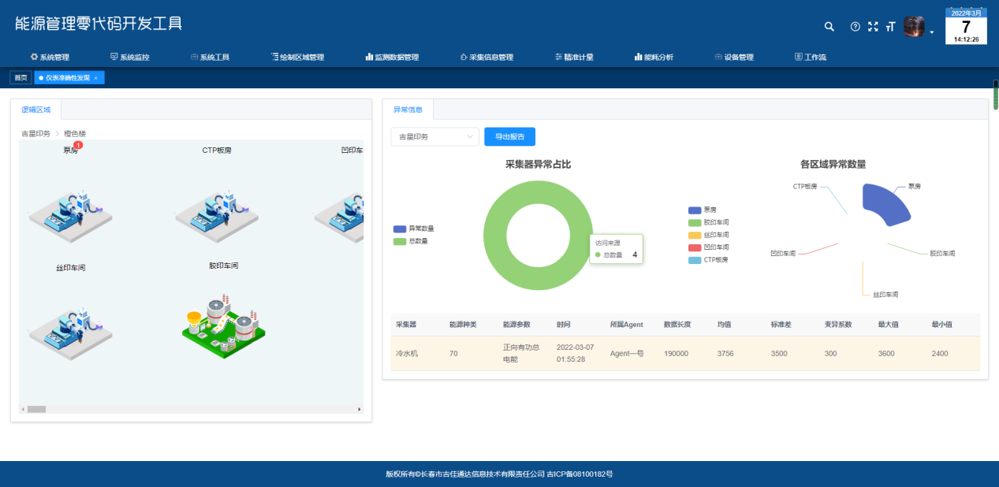 能源管理零代码开发工具
2022年3月
7
14:12:26
系统管理 系统监控 系统工具 绘制区域管理 监测数据管理 采集信息管理 精准计量 能耗分析 设备管理 工作流
首页 仪表准确性发现 ×
逻辑区域
吉星印务 > 橙色楼
泵房 1 CTP板房 凹印车
丝印车间 胶印车间
异常信息
吉星印务 导出报告
采集器异常占比
异常数量
总数量
访问来源
总数量 4
各区域异常数量
泵房
胶印车间
丝印车间
凹印车间
CTP板房
CTP板房 泵房
凹印车间 胶印车间
丝印车间
采集器 能源种类 能源参数 时间 所属Agent 数据长度 均值 标准差 变异系数 最大值 最小值
冷水机 70 正向有功总电能 2022-03-07 01:55:28 Agent—号 190000 3756 3500 300 3600 2400
版权所有©长春市吉佳通达信息技术有限责任公司 吉ICP备08100182号